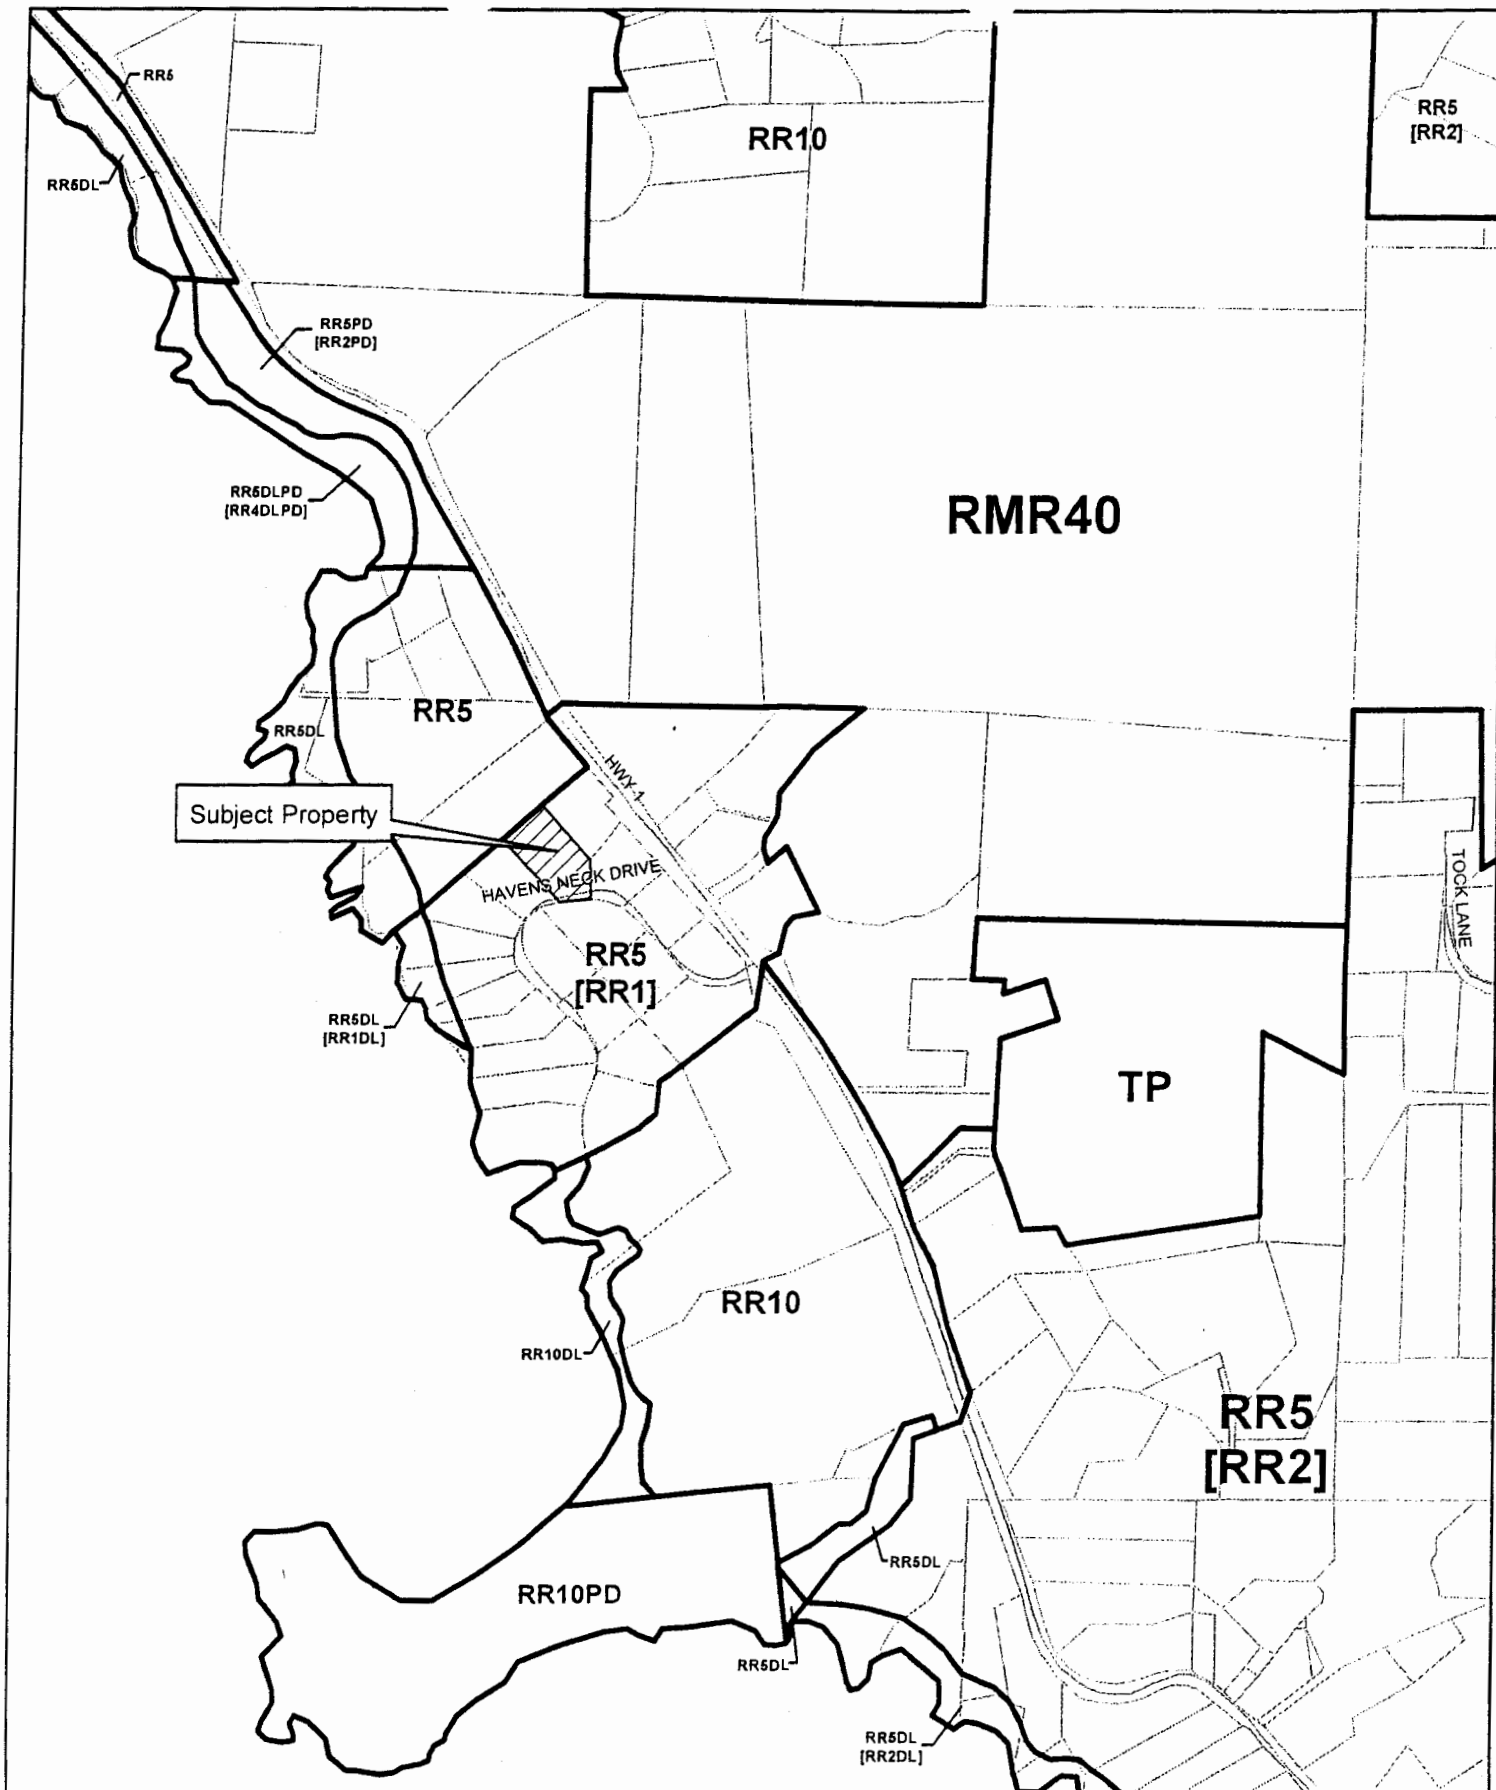 RR5
RR5DL
RR10
RR5
[RR2]
RR5PD
[RR2PD]
RR5DLPD
[RR4DLPD]
RMR40
RR5
RR5DL
HWY 1
Subject Property
HAVENS NECK DRIVE
TOCK LANE
RR5
[RR1]
RR5DL
[RR1DL]
TP
RR10
RR10DL
RR5
[RR2]
RR5DL
RR10PD
RR5DL
RR5DL
[RR2DL]